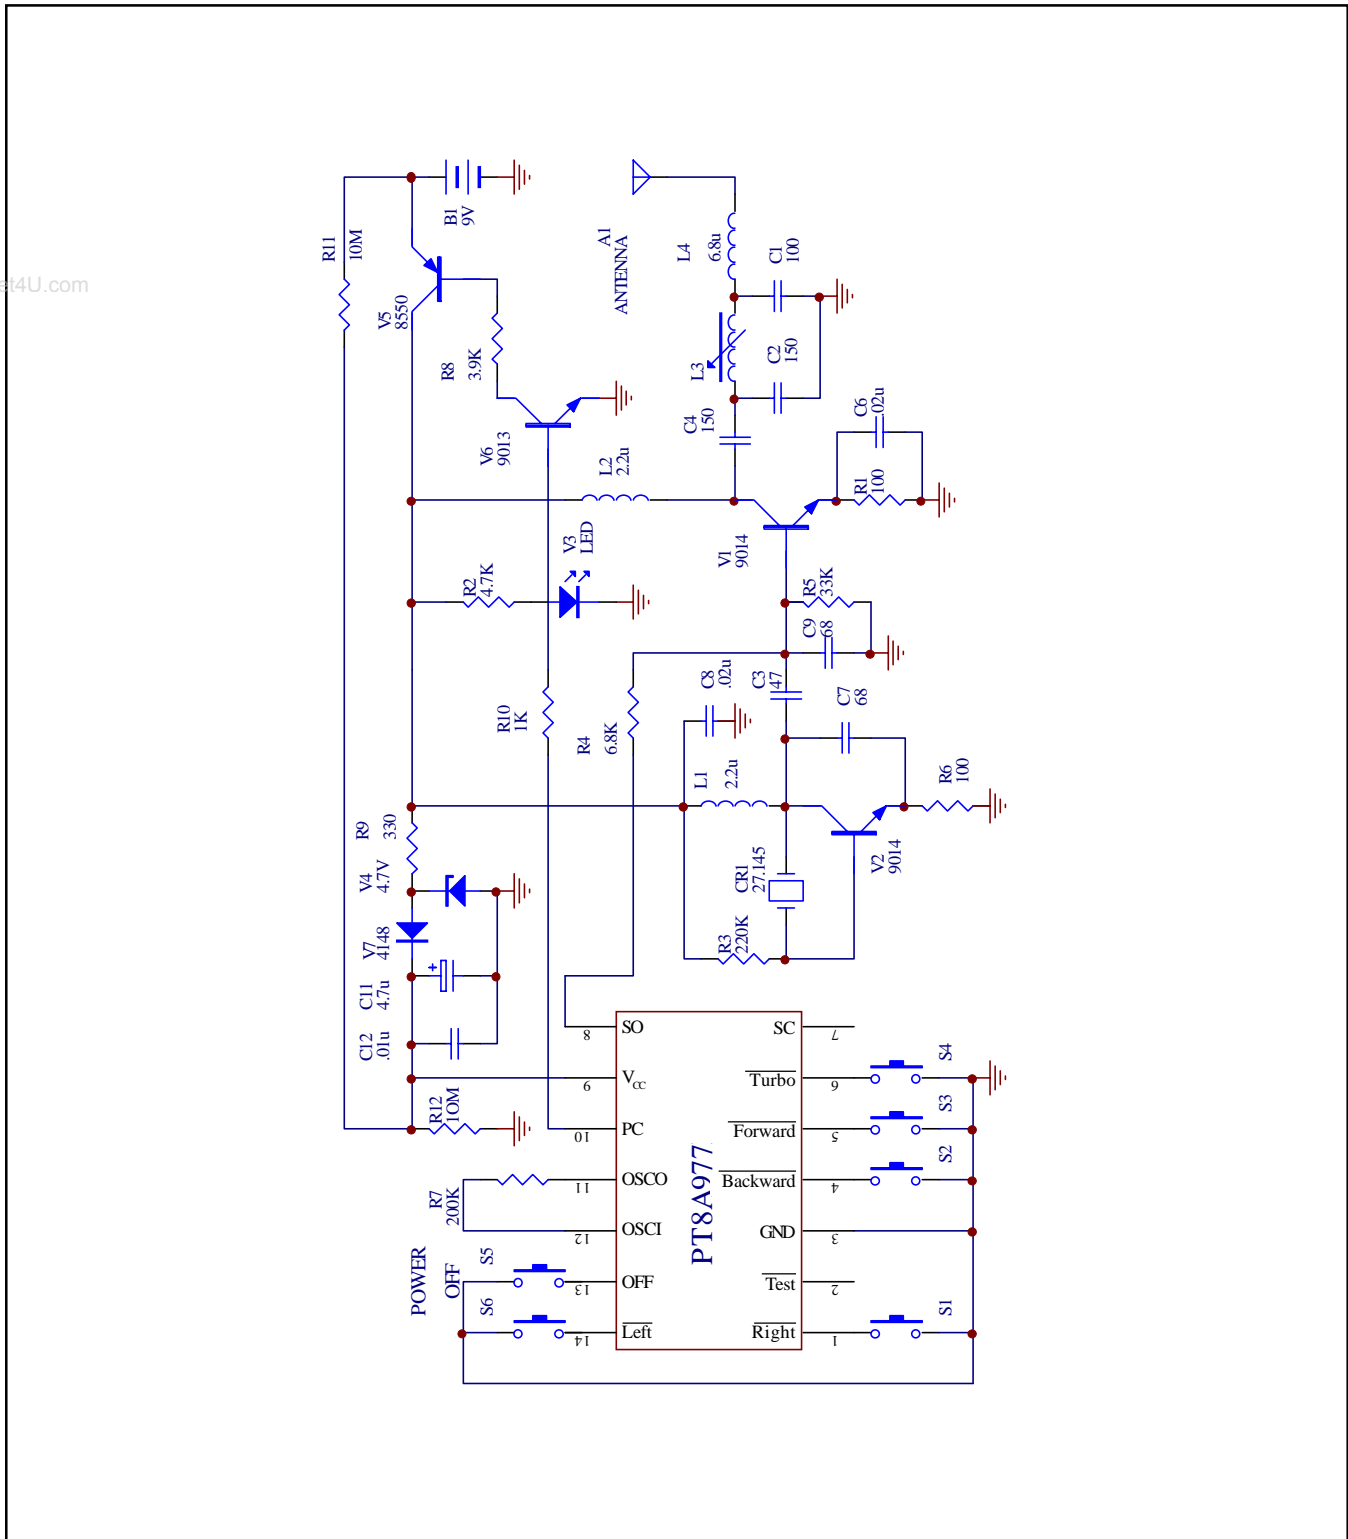 et4U.com
B1
9V
R11
10M
V5
8550
R8
3.9K
V6
9013
A1
ANTENNA
L4
6.8u
C1
100
L3
C2
150
C4
150
C6
.02u
R1
100
L2
2.2u
V3
LED
R2
4.7K
V1
9014
R5
33K
C9
68
C8
.02u
C3
47
C7
68
R10
1K
R4
6.8K
L1
2.2u
R6
100
R9
330
V4
4.7V
V7
4148
C11
4.7u
+
C12
.01u
R12
1OM
CR1
27.145
V2
9014
R3
220K
R7
200K
POWER
OFF
S5
S6
PT8A977
8 SO
9 VCC
10 PC
11 OSCO
12 OSCI
13 OFF
14 Left
SC 7
Turbo 6
Forward 5
Backward 4
GND 3
Test 2
Right 1
S4
S3
S2
S1